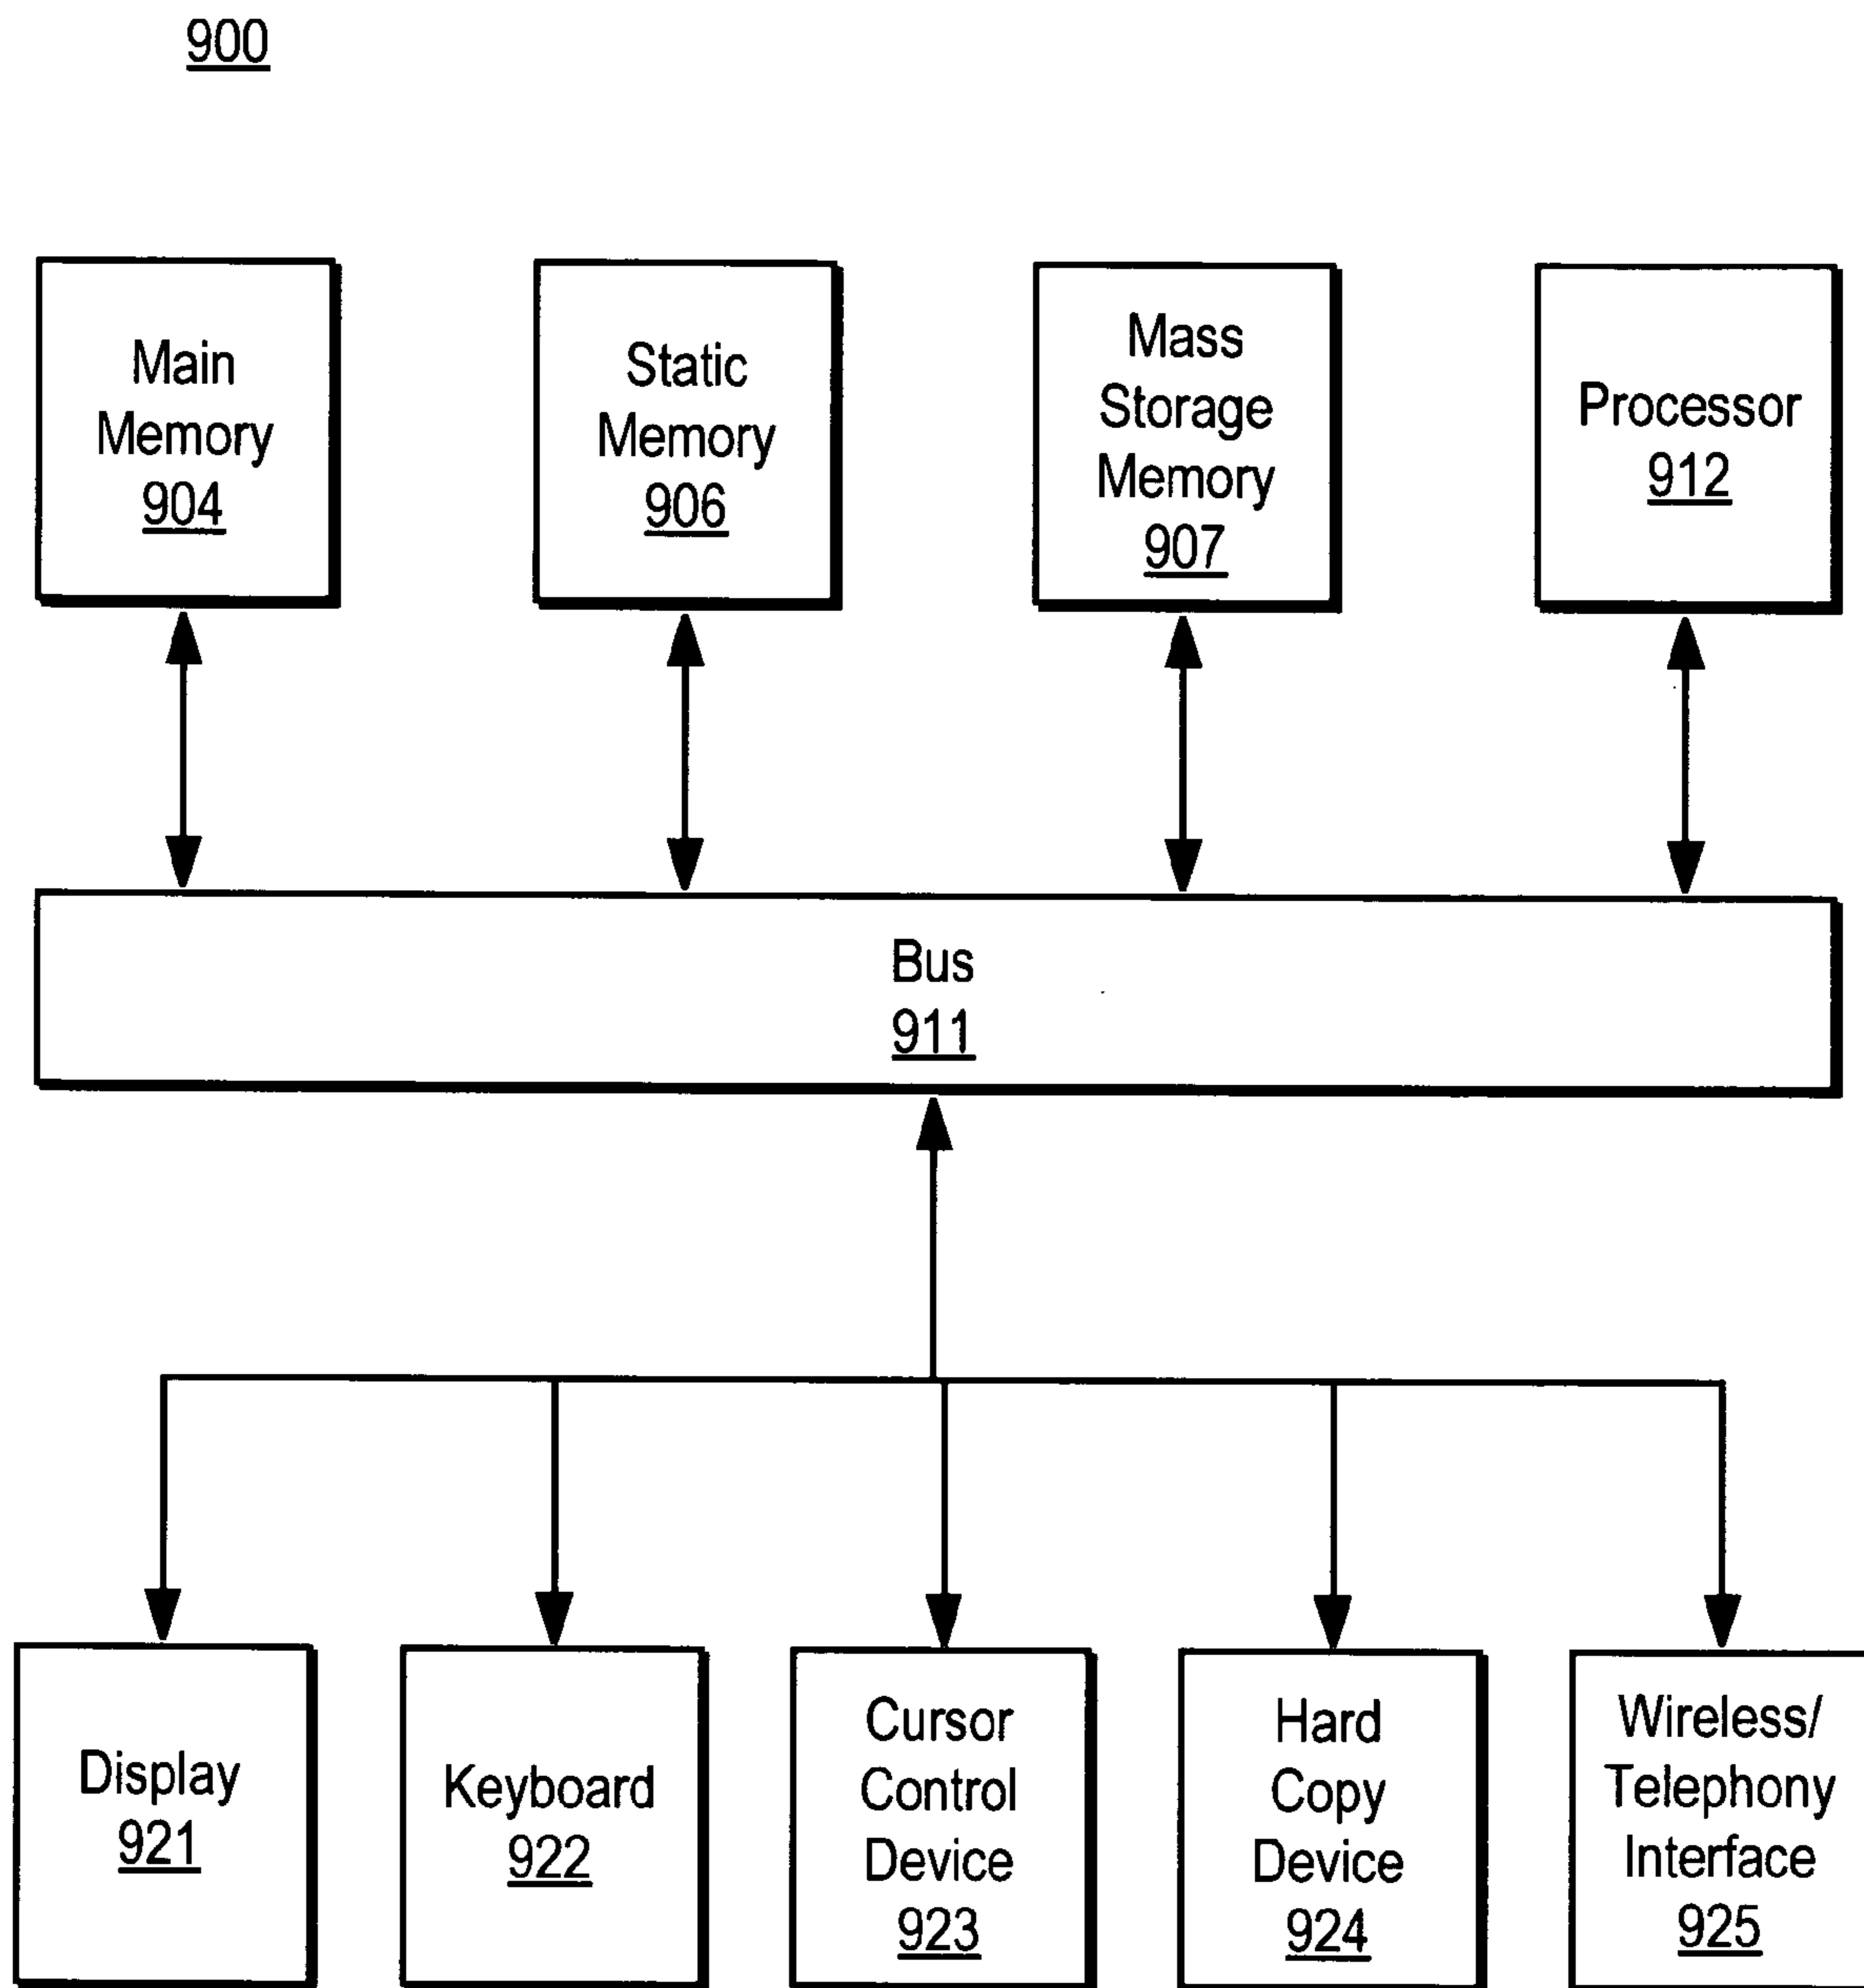 900
Main
Memory
904
Static
Memory
906
Mass
Storage
Memory
907
Processor
912
Bus
911
Display
921
Keyboard
922
Cursor
Control
Device
923
Hard
Copy
Device
924
Wireless/
Telephony
Interface
925